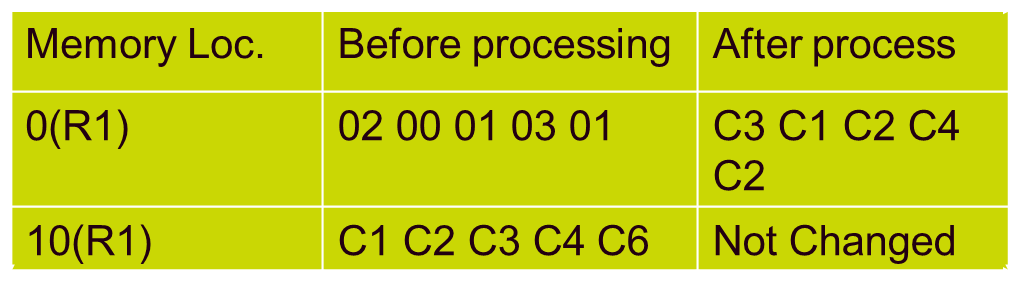 Memory Loc. Before processing After process
0(R1) 02 00 01 03 01 C3 C1 C2 C4
C2
10(R1) C1 C2 C3 C4 C6 Not Changed